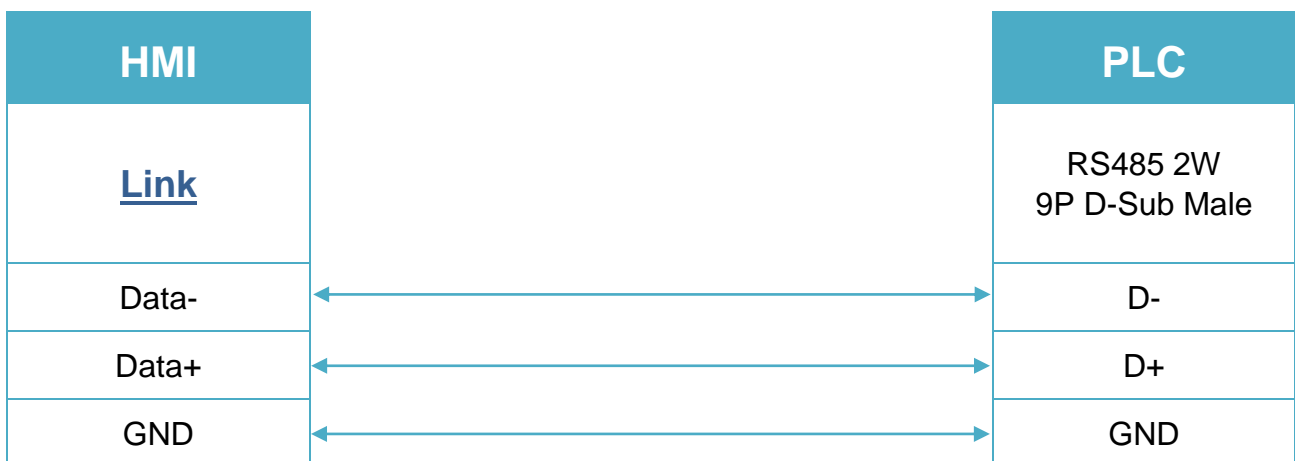 HMI
PLC
Link
RS485 2W
9P D-Sub Male
Data-
D-
Data+
D+
GND
GND